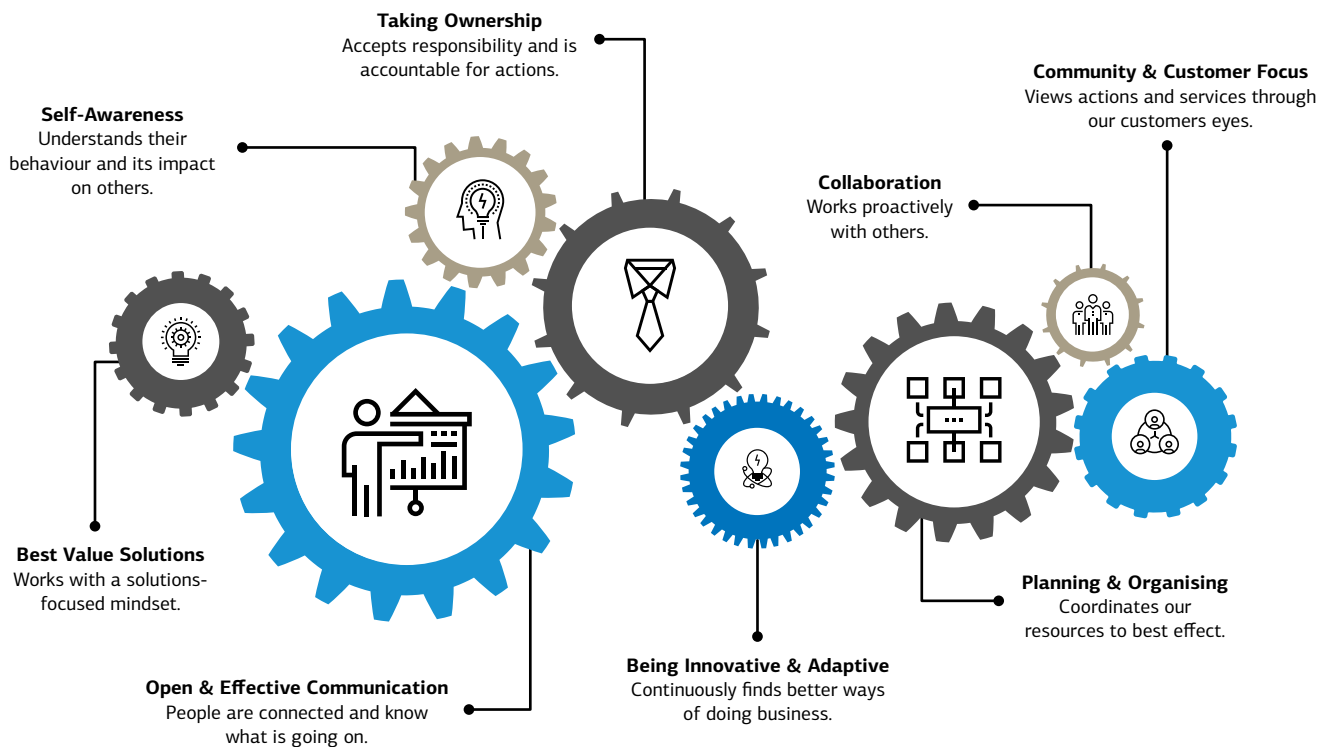 Taking Ownership
Accepts responsibility and is
accountable for actions.
Community & Customer Focus
Views actions and services through
our customers eyes.
Self-Awareness
Understands their
behaviour and its impact
on others.
Collaboration
Works proactively
with others.
Best Value Solutions
Works with a solutions-
focused mindset.
Planning & Organising
Coordinates our
resources to best effect.
Being Innovative & Adaptive
Continuously finds better ways
of doing business.
Open & Effective Communication
People are connected and know
what is going on.